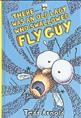 THERE
WAS AN OLD LADY
WHO SWALLOWED
FLY GUY
Tedd Arnold